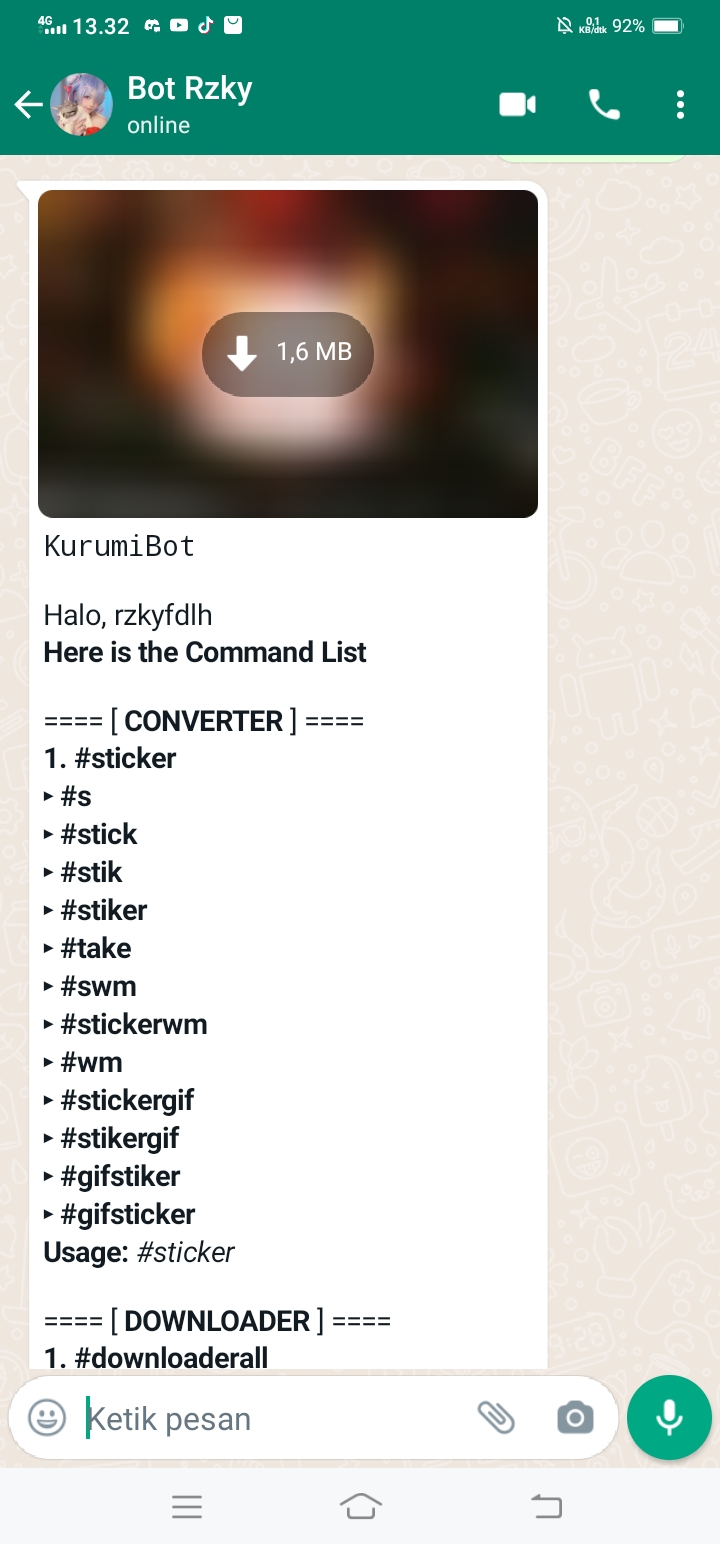 4G 13.32 0,1 KB/dtk 92%
Bot Rzky
online
1,6 MB
KurumiBot
Halo, rzkyfdlh
Here is the Command List
==== [ CONVERTER ] ====
1. #sticker
▸ #s
▸ #stick
▸ #stik
▸ #stiker
▸ #take
▸ #swm
▸ #stickerwm
▸ #wm
▸ #stickergif
▸ #stikergif
▸ #gifstiker
▸ #gifsticker
Usage: #sticker
==== [ DOWNLOADER ] ====
1. #downloaderall
Ketik pesan